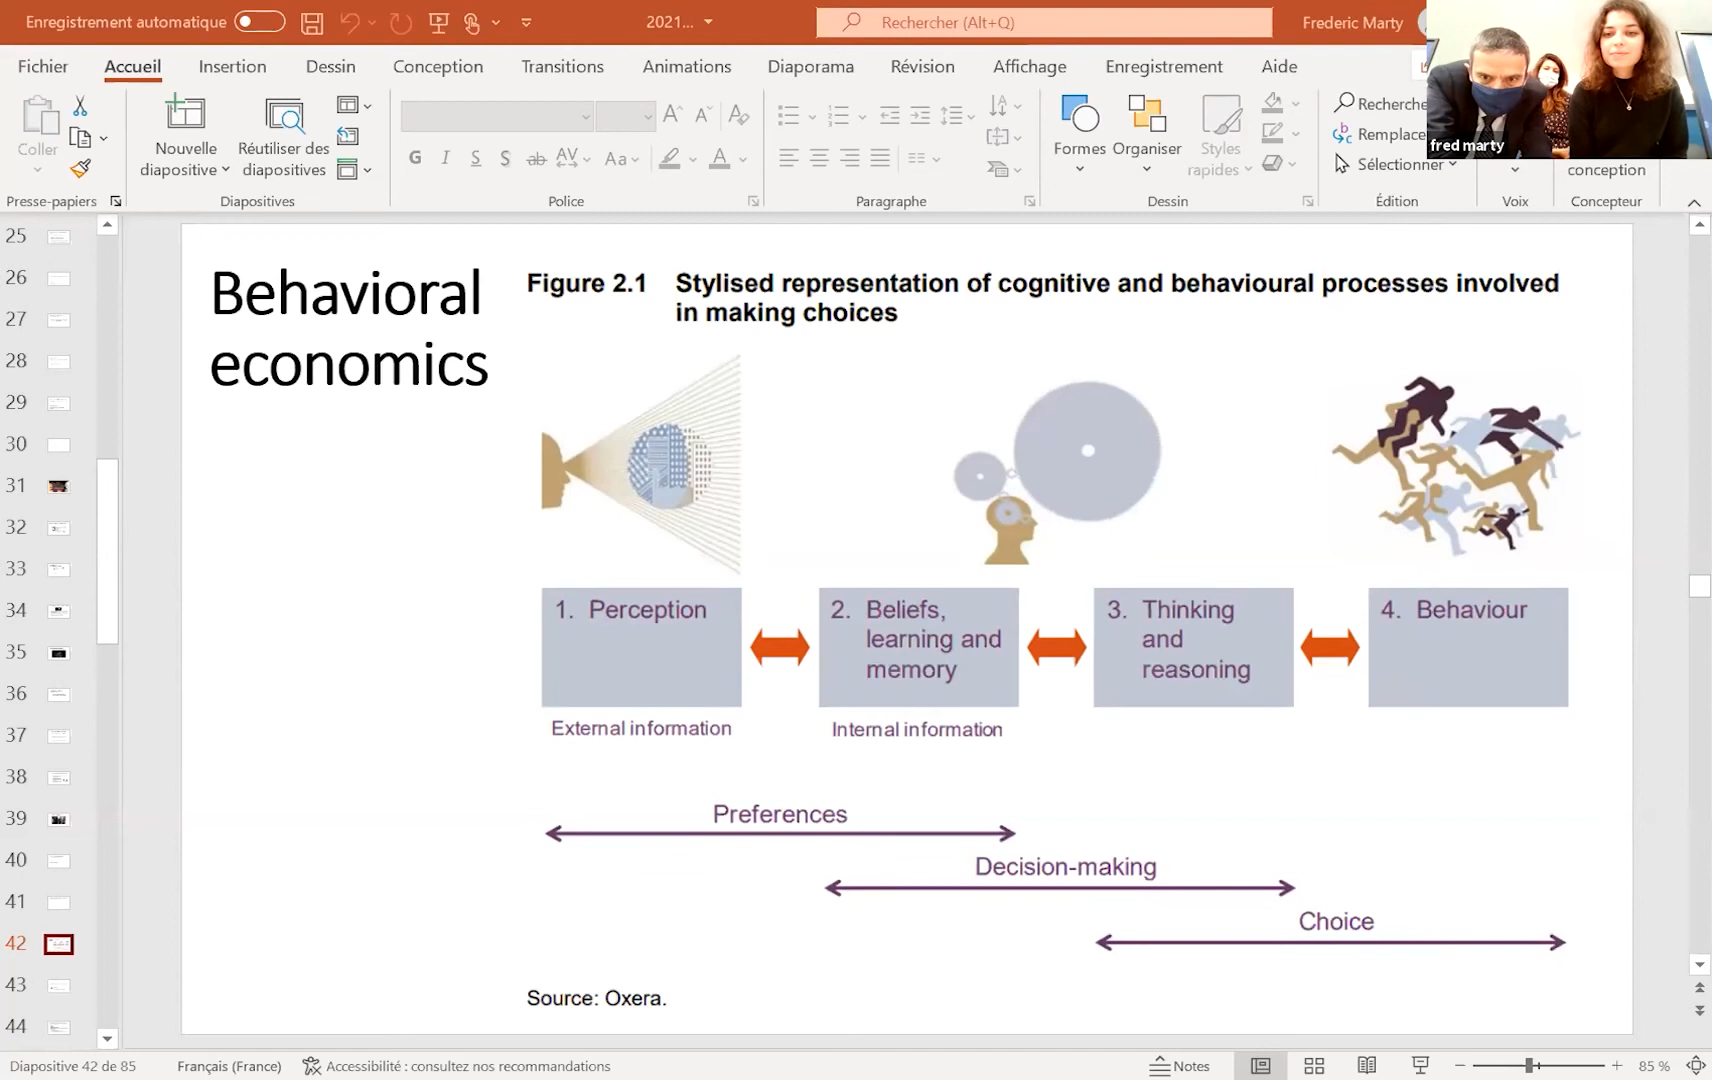 Enregistrement automatique
2021...
Rechercher (Alt+Q)
Frederic Marty
Fichier
Accueil
Insertion
Dessin
Conception
Transitions
Animations
Diaporama
Révision
Affichage
Enregistrement
Aide
Coller
Nouvelle
diapositive
Réutiliser des
diapositives
G I S S ab AV Aa A
Formes
Organiser
Styles
rapides
Recherche
Remplace
Sélectionner
fred marty
conception
Presse-papiers
Diapositives
Police
Paragraphe
Dessin
Édition
Voix
Concepteur
25
26
27
28
29
30
31
32
33
34
35
36
37
38
39
40
41
42
43
44
Behavioral
economics
Figure 2.1 Stylised representation of cognitive and behavioural processes involved
in making choices
1. Perception
2. Beliefs,
learning and
memory
3. Thinking
and
reasoning
4. Behaviour
External information
Internal information
Preferences
Decision-making
Choice
Source: Oxera.
Diapositive 42 de 85
Français (France)
Accessibilité : consultez nos recommandations
Notes
85 %